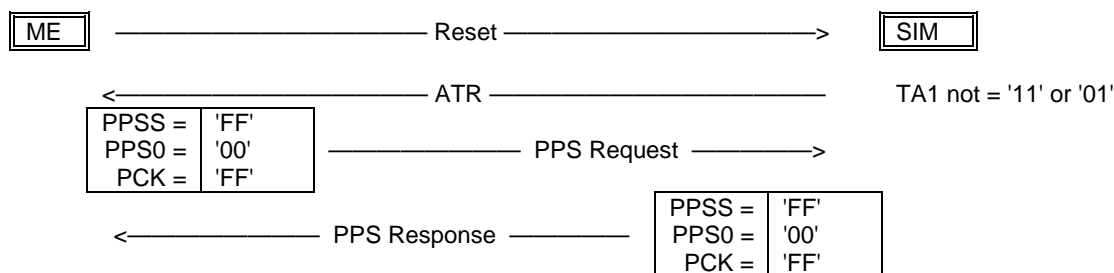 ME Reset SIM
ATR TA1 not = '11' or '01'
PPSS = 'FF'
PPS0 = '00' PPS Request
PCK = 'FF'
PPSS = 'FF'
PPS Response PPS0 = '00'
PCK = 'FF'